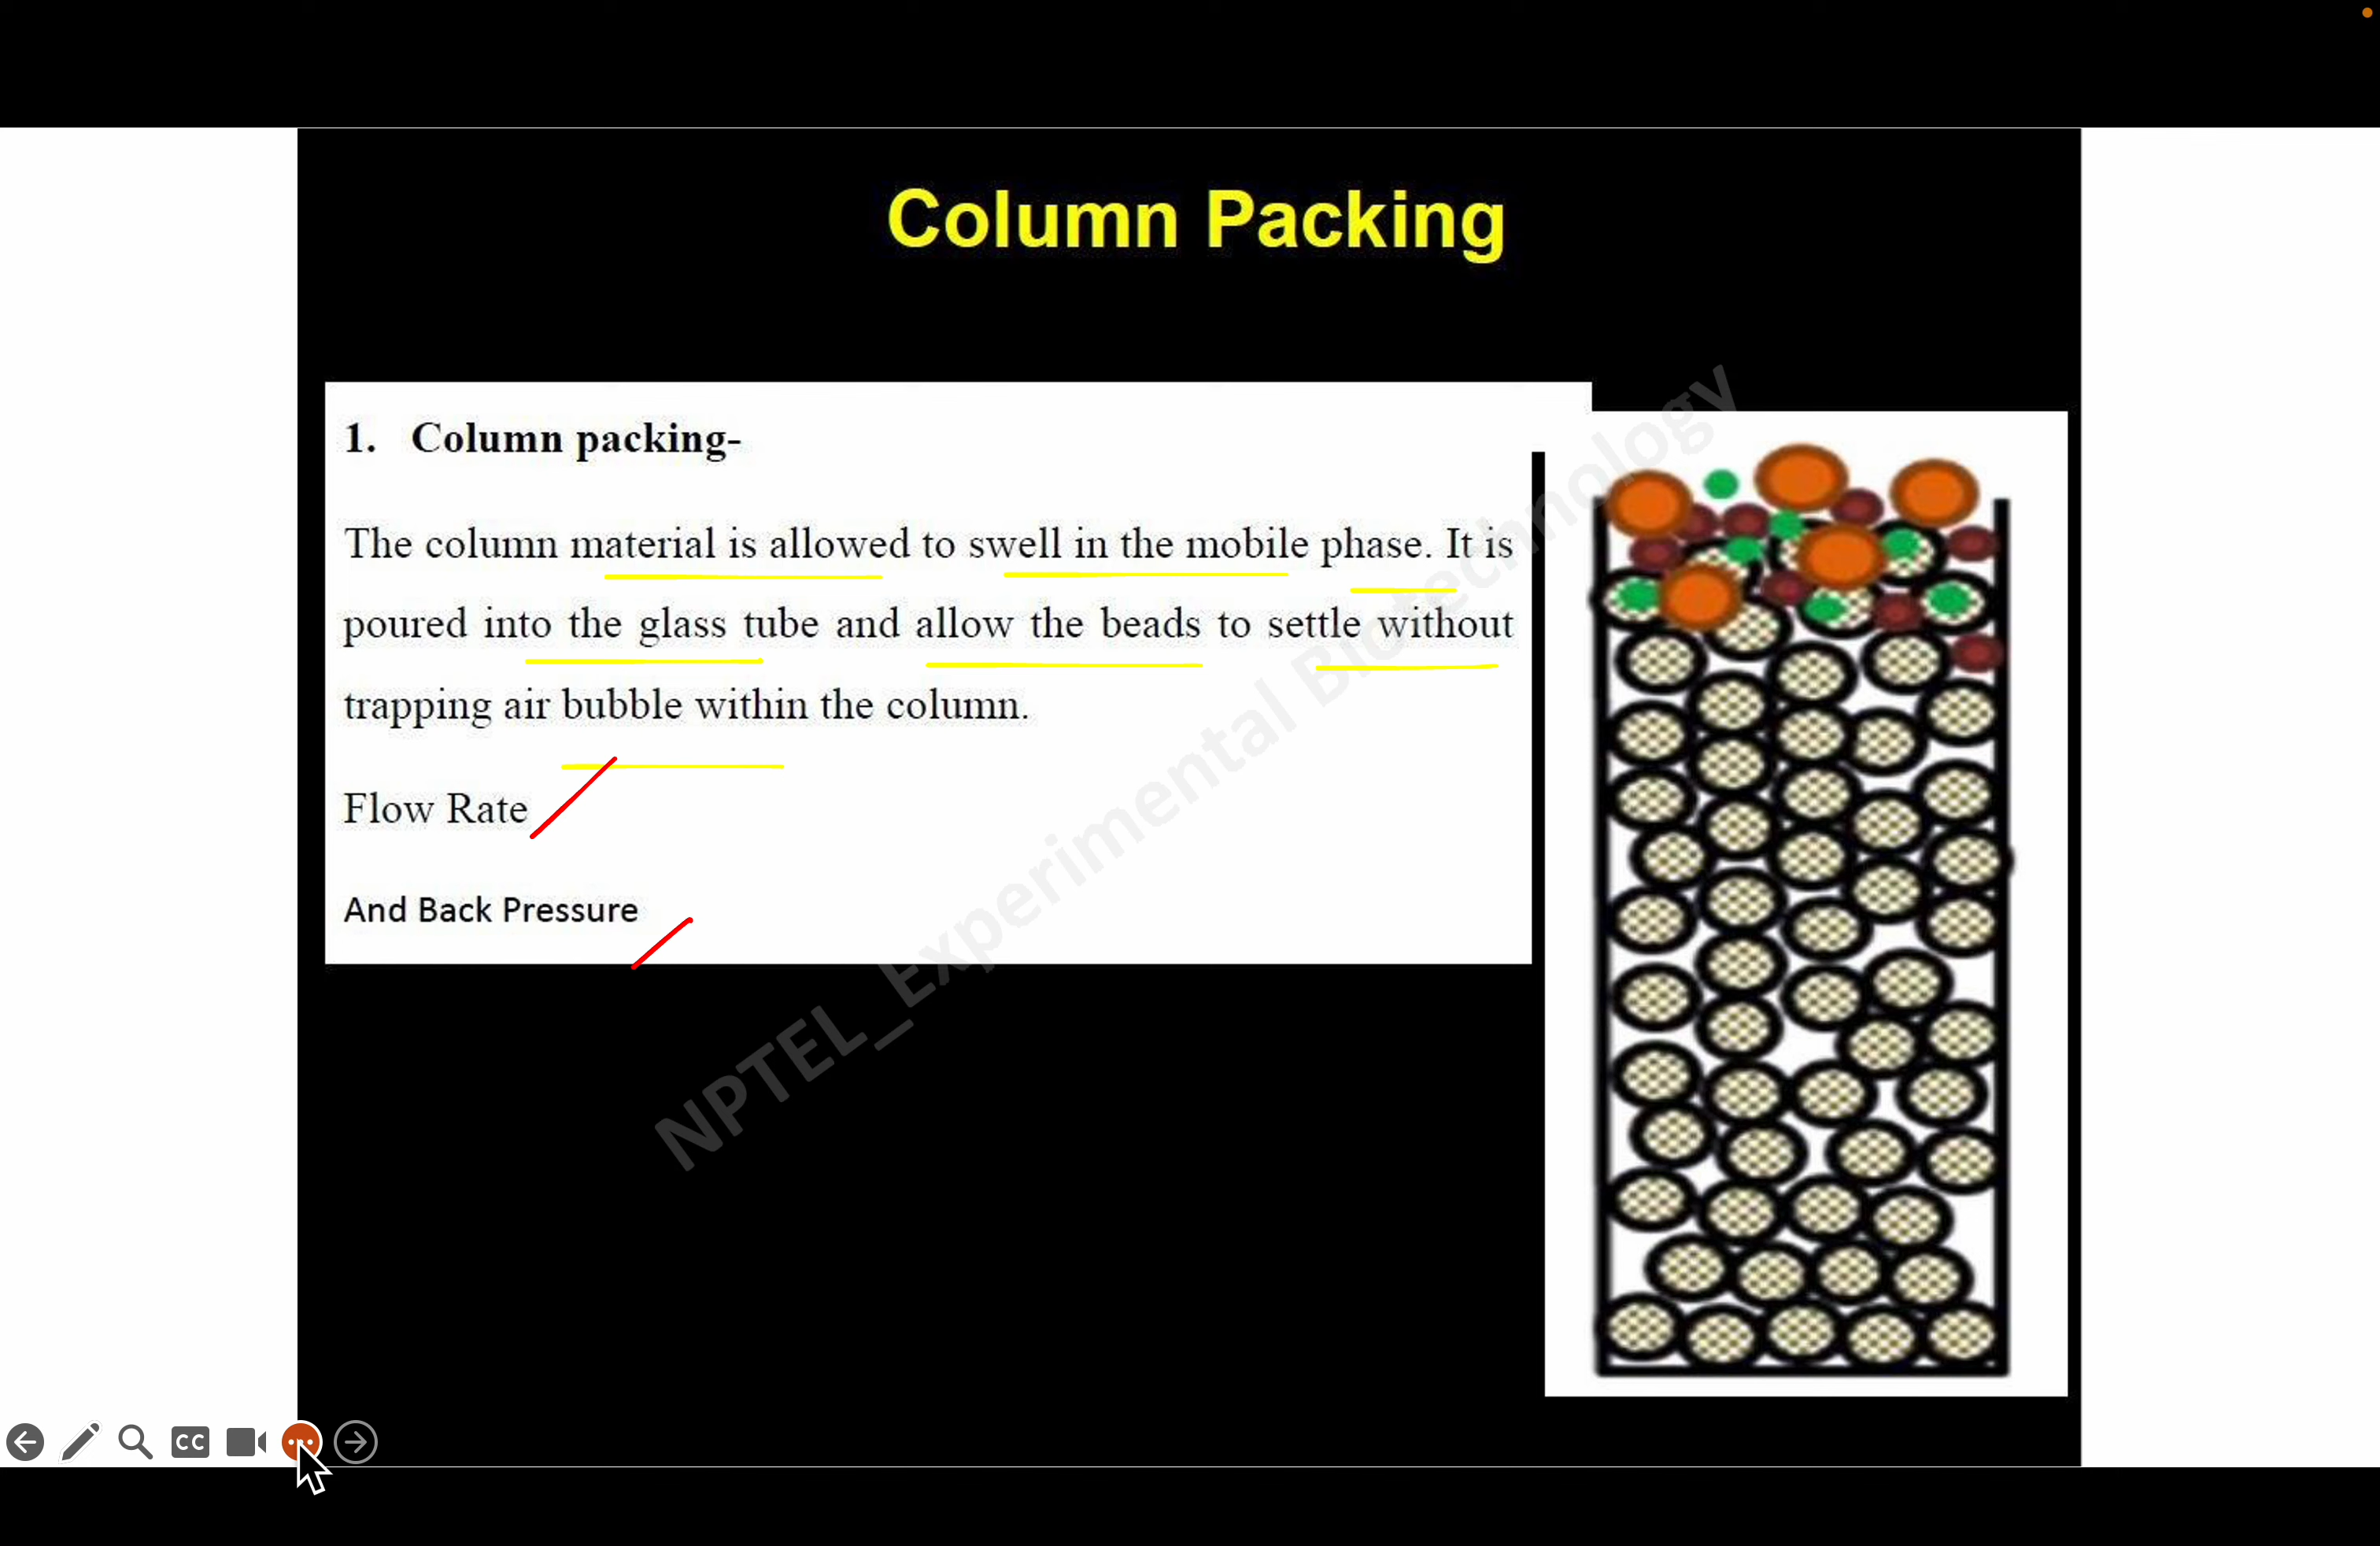 Column Packing
1. Column packing-
The column material is allowed to swell in the mobile phase. It is
poured into the glass tube and allow the beads to settle without
trapping air bubble within the column.
Flow Rate
And Back Pressure
NPTEL_Experimental Biotechnology
CC